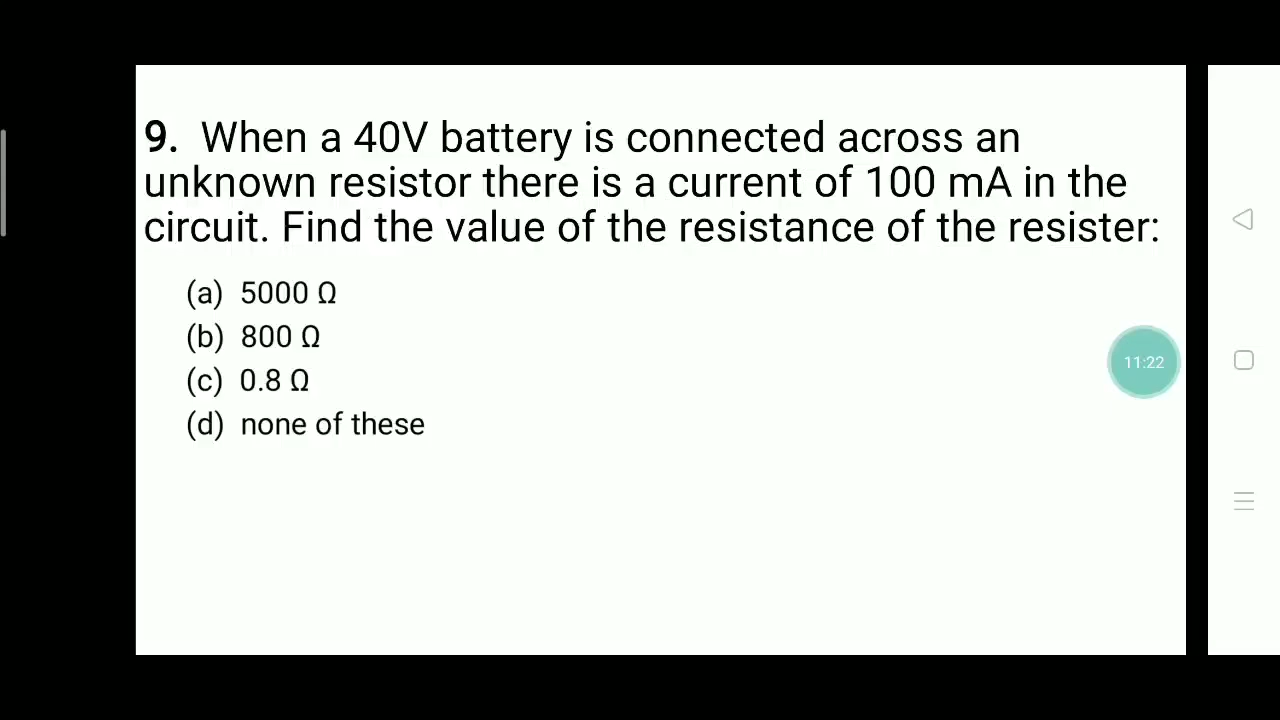 9. When a 40V battery is connected across an
unknown resistor there is a current of 100 mA in the
circuit. Find the value of the resistance of the resister:
(a) 5000 Ω
(b) 800 Ω
(c) 0.8 Ω
(d) none of these
11:22